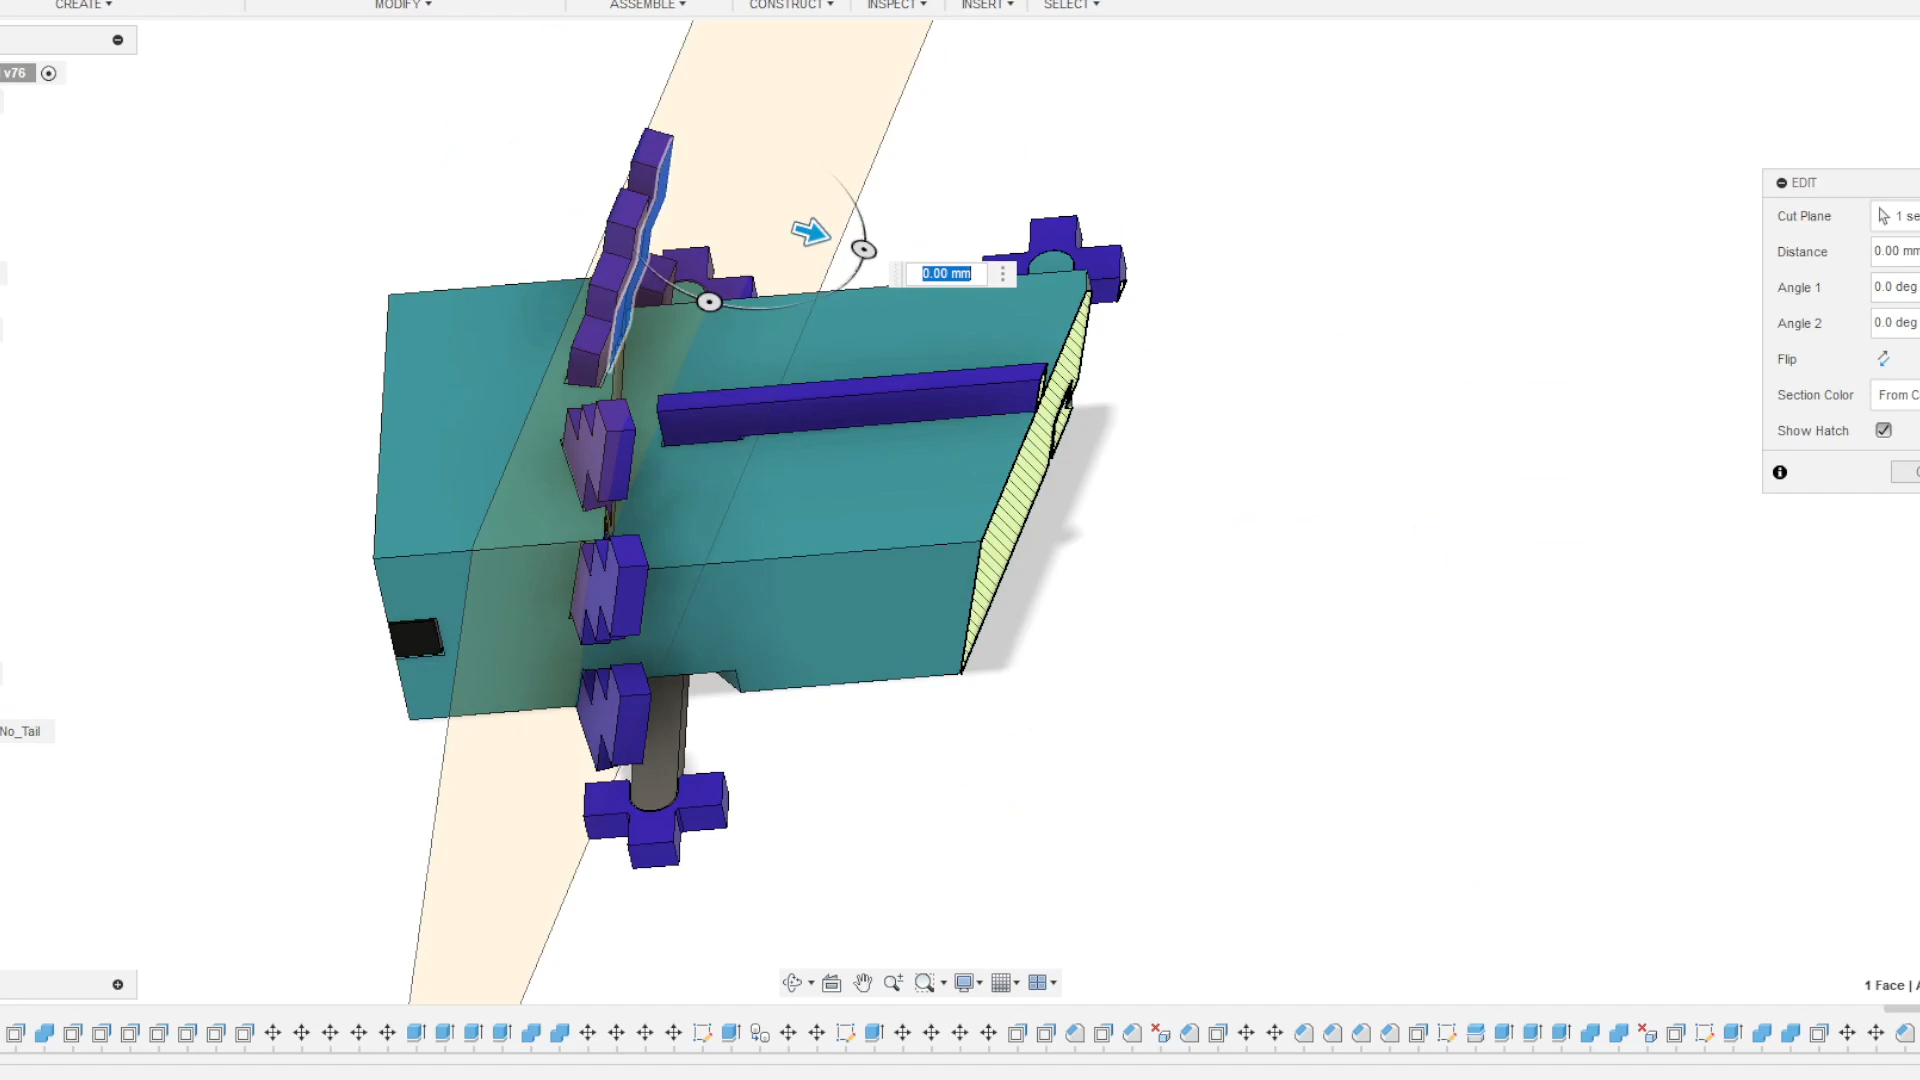 CREATE
MODIFY
ASSEMBLE
CONSTRUCT
INSPECT
INSERT
SELECT
v76
0.00 mm
EDIT
Cut Plane
1 se
Distance
0.00 mm
Angle 1
0.0 deg
Angle 2
0.0 deg
Flip
Section Color
From C
Show Hatch
No_Tail
1 Face |